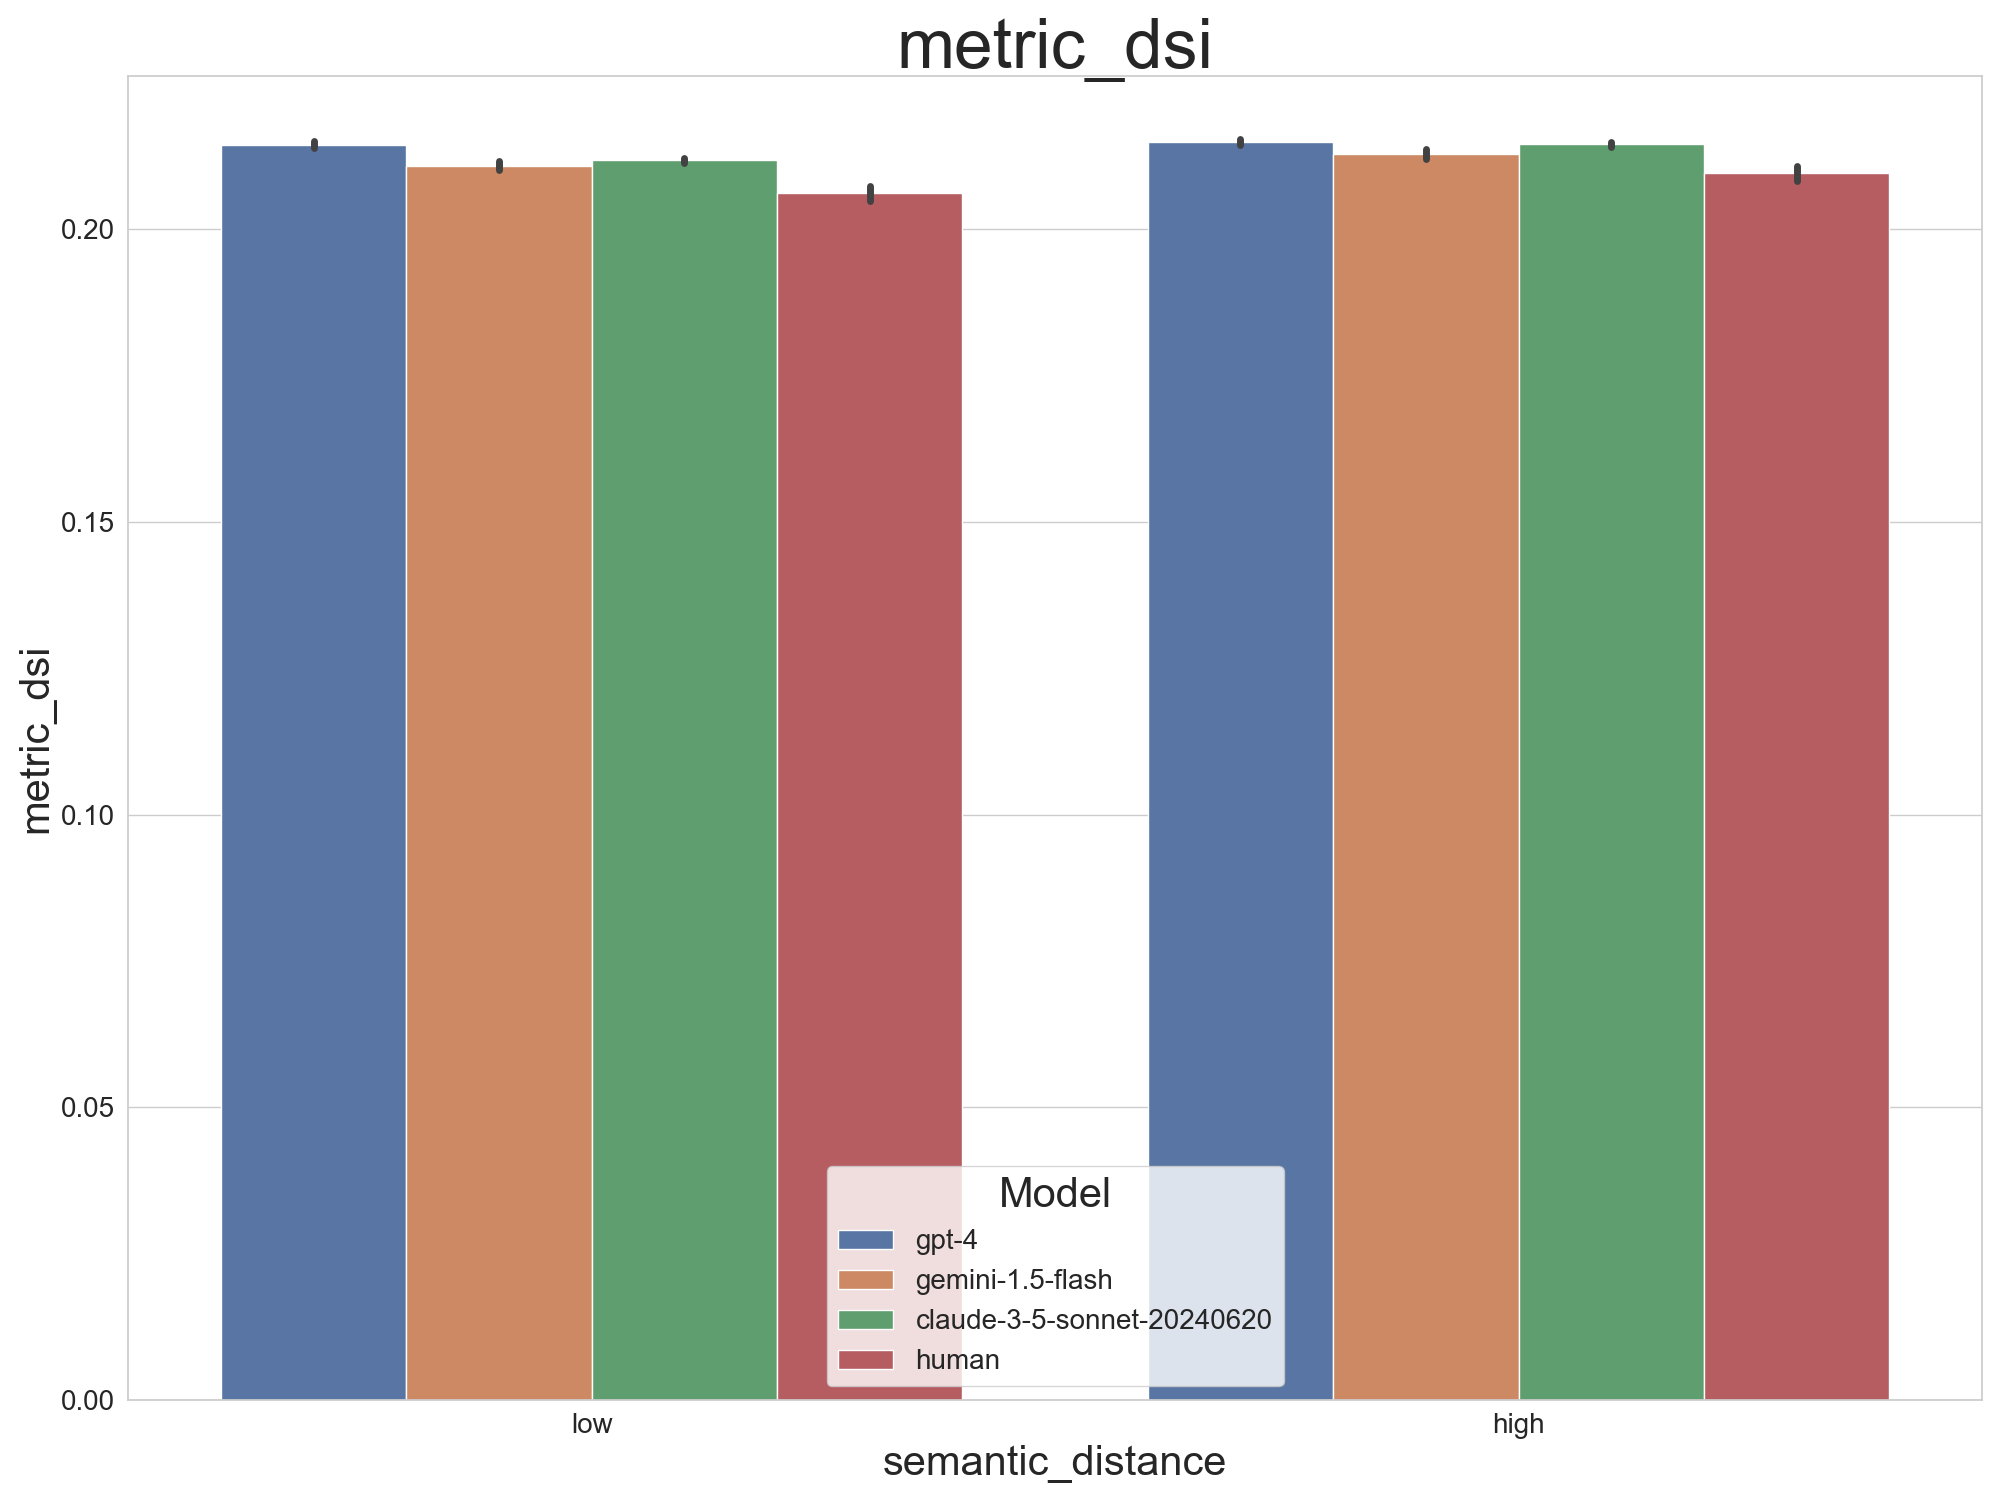 metric_dsi
metric_dsi
0.20
0.15
0.10
0.05
0.00
low
high
semantic_distance
Model
gpt-4
gemini-1.5-flash
claude-3-5-sonnet-20240620
human